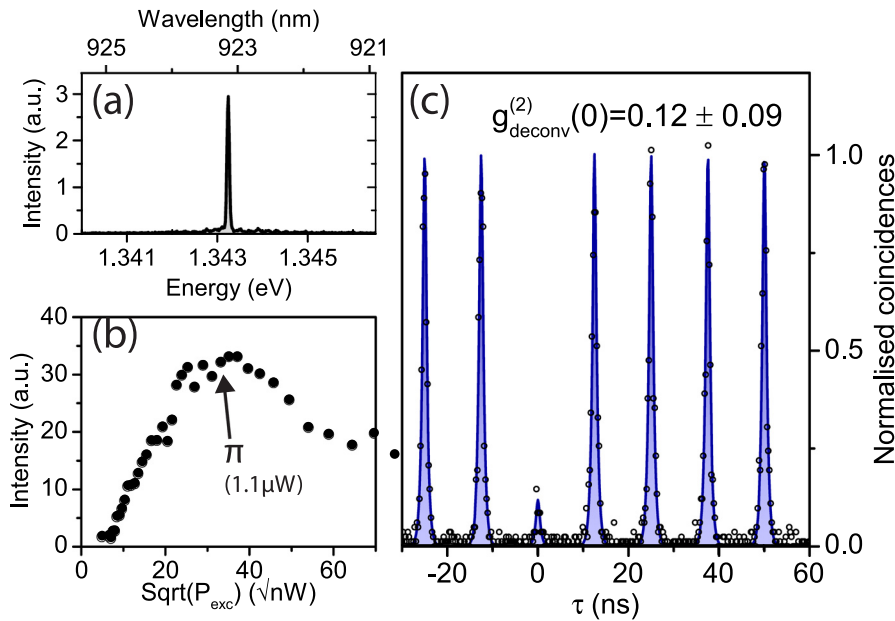 Wavelength (nm)
925 923 921
(a)
Intensity (a.u.)
3
2
1
0
1.341 1.343 1.345
Energy (eV)
(b)
Intensity (a.u.)
40
30
20
10
0
π
(1.1µW)
0 20 40 60
Sqrt(P_exc) (√nW)
(c)
g^(2)_deconv(0)=0.12 ± 0.09
1.0
0.5
0.0
Normalised coincidences
-20 0 20 40 60
τ (ns)